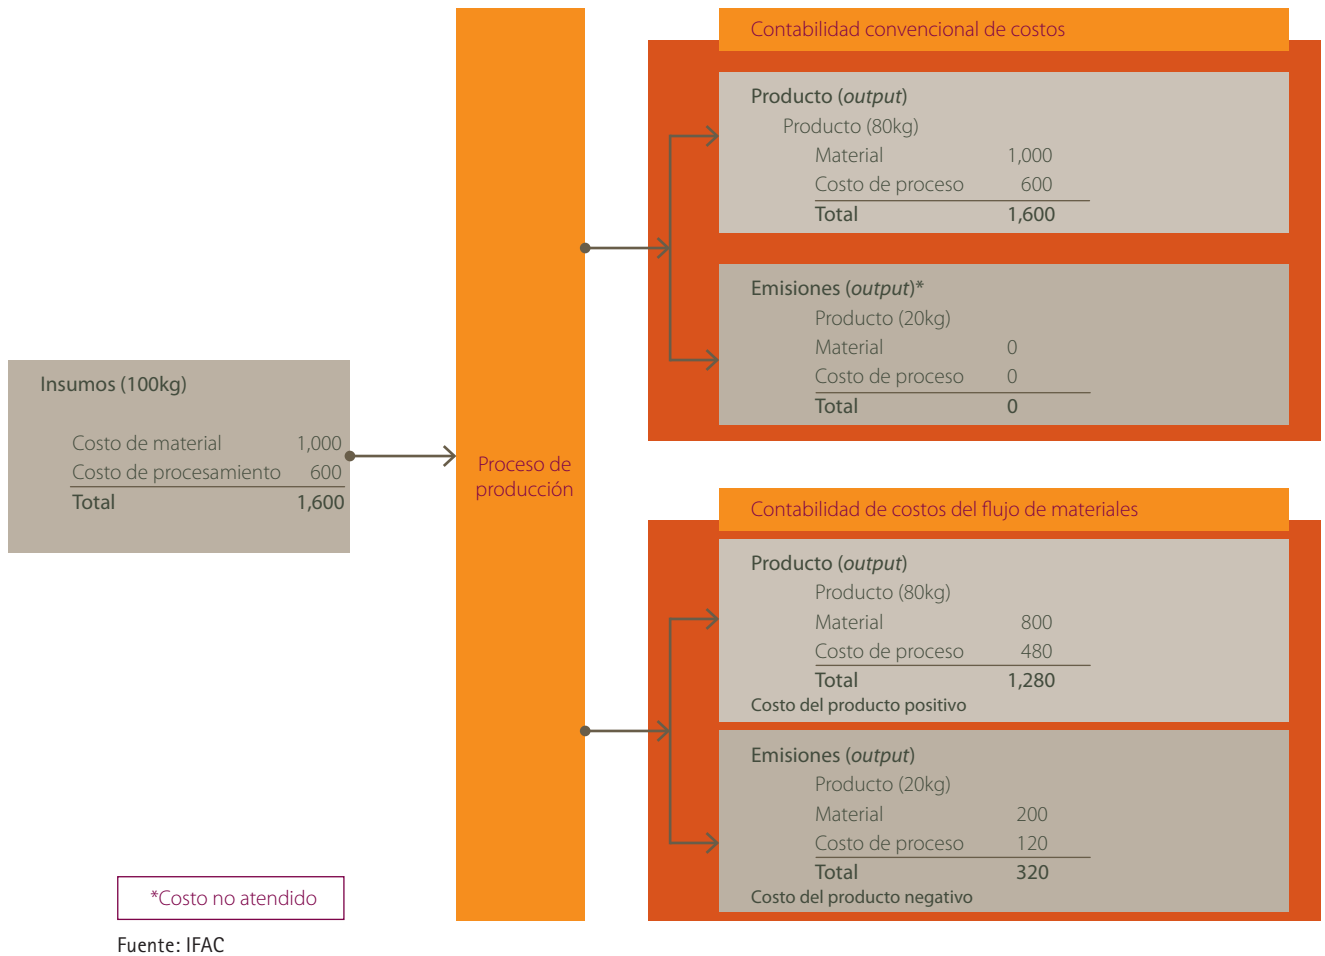 Insumos (100kg)
Costo de material 1,000
Costo de procesamiento 600
Total 1,600
Proceso de
producción
Contabilidad convencional de costos
Producto (output)
Producto (80kg)
Material 1,000
Costo de proceso 600
Total 1,600
Emisiones (output)*
Producto (20kg)
Material 0
Costo de proceso 0
Total 0
Contabilidad de costos del flujo de materiales
Producto (output)
Producto (80kg)
Material 800
Costo de proceso 480
Total 1,280
Costo del producto positivo
Emisiones (output)
Producto (20kg)
Material 200
Costo de proceso 120
Total 320
Costo del producto negativo
*Costo no atendido
Fuente: IFAC